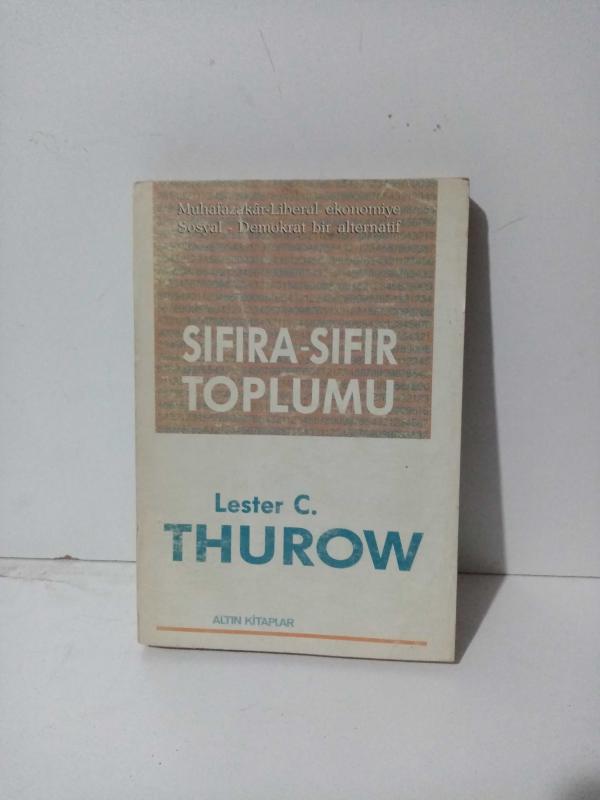 Muhafazakâr-Liberal ekonomiye
Sosyal - Demokrat bir alternatif
SIFIRA-SIFIR
TOPLUMU
Lester C.
THUROW
ALTIN KİTAPLAR